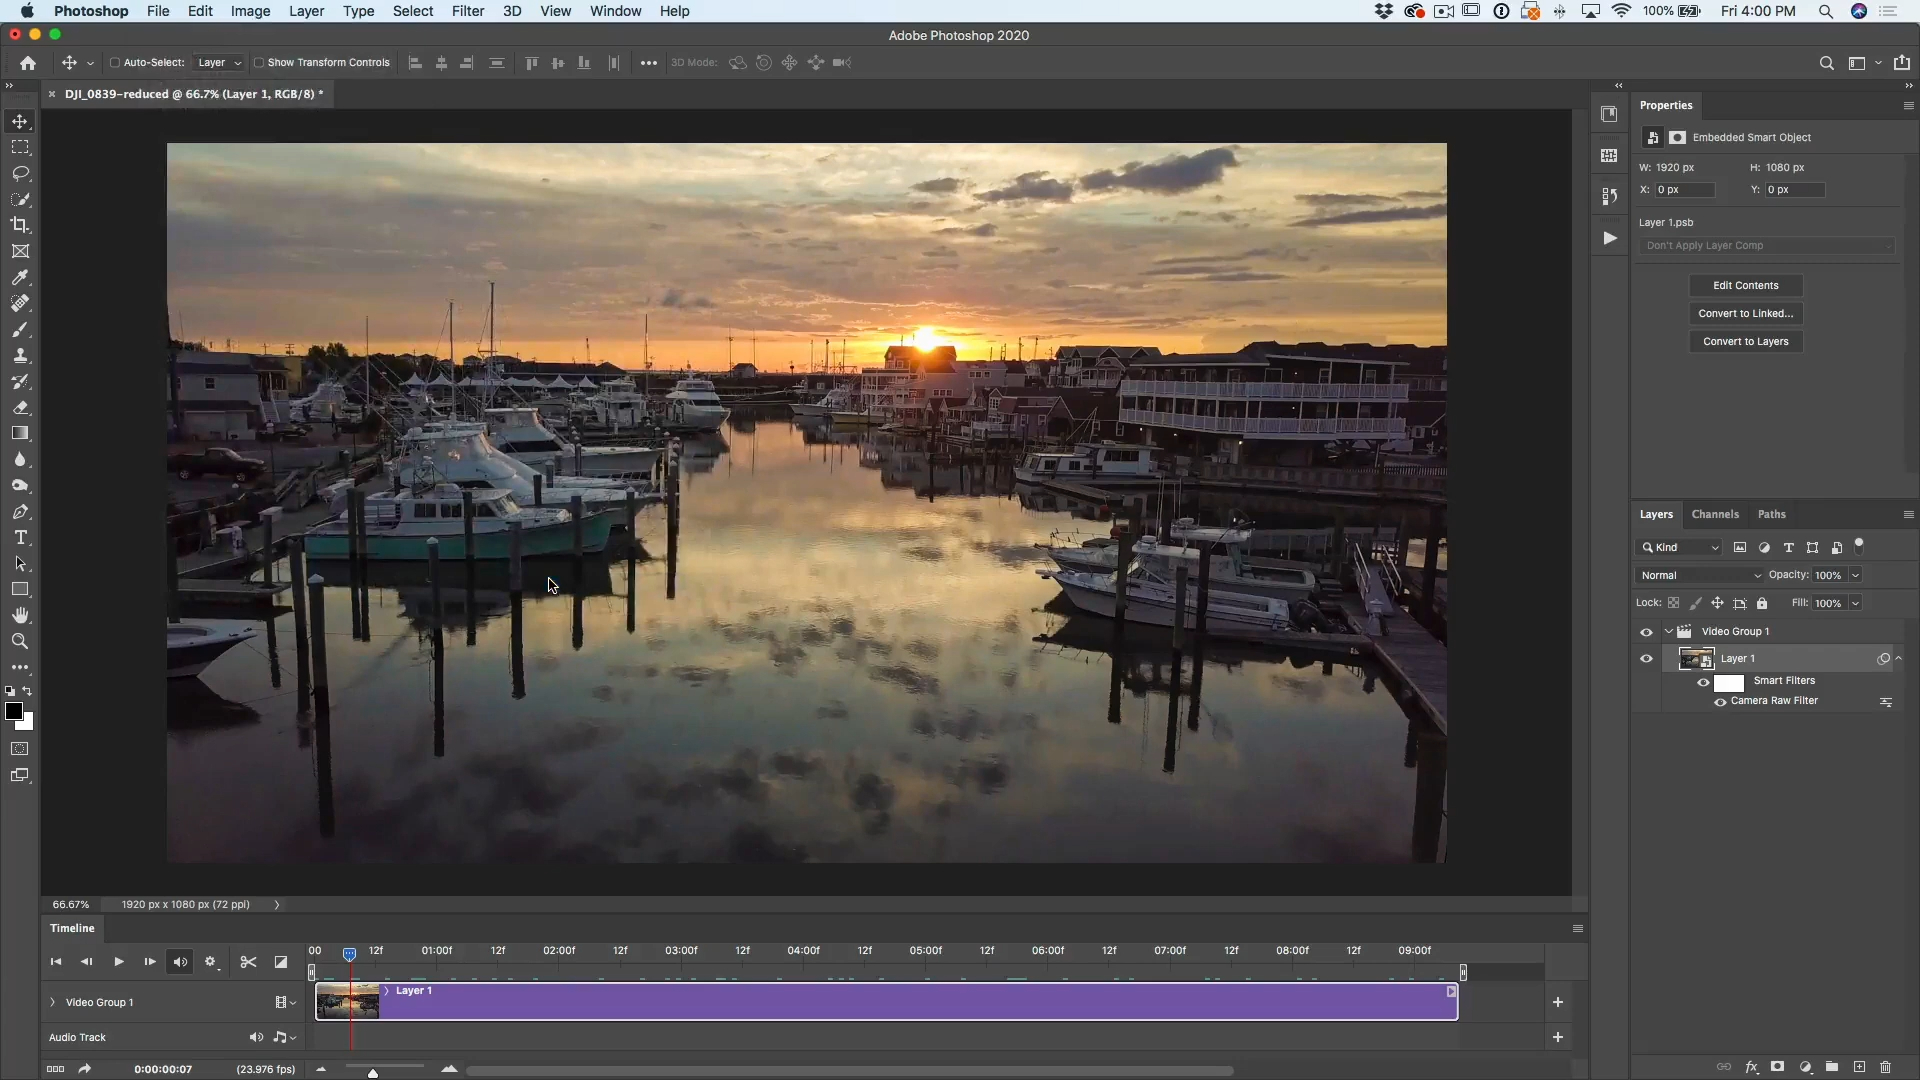 Photoshop File Edit Image Layer Type Select Filter 3D View Window Help 100% Fri 4:00 PM
Adobe Photoshop 2020
Auto-Select: Layer Show Transform Controls 3D Mode:
DJI_0839-reduced @ 66.7% (Layer 1, RGB/8) *
Properties
Embedded Smart Object
W: 1920 px H: 1080 px
X: 0 px Y: 0 px
Layer 1.psb
Don't Apply Layer Comp
Edit Contents
Convert to Linked...
Convert to Layers
Layers Channels Paths
Kind
Normal Opacity: 100%
Lock: Fill: 100%
Video Group 1
Layer 1
Smart Filters
Camera Raw Filter
66.67% 1920 px x 1080 px (72 ppi)
Timeline
00 12f 01:00f 12f 02:00f 12f 03:00f 12f 04:00f 12f 05:00f 12f 06:00f 12f 07:00f 12f 08:00f 12f 09:00f
Layer 1
Video Group 1
Audio Track
0:00:00:07 (23.976 fps)